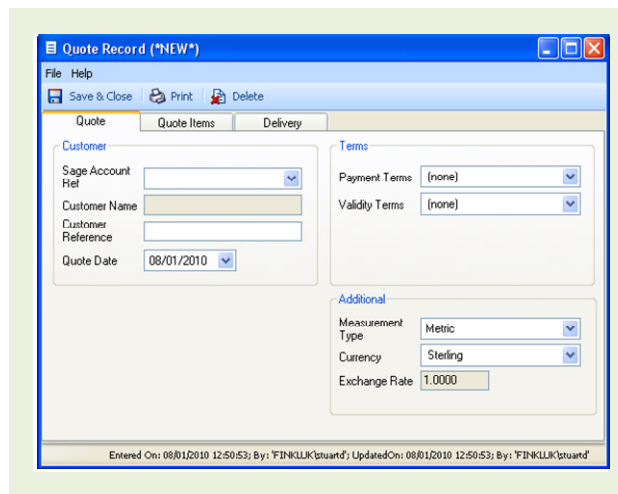 Quote Record (*NEW*)
File Help
Save & Close Print Delete
Quote Quote Items Delivery
Customer
Sage Account Ref
Customer Name
Customer Reference
Quote Date 08/01/2010
Terms
Payment Terms (none)
Validity Terms (none)
Additional
Measurement Type Metric
Currency Sterling
Exchange Rate 1.0000
Entered On: 08/01/2010 12:50:53; By: 'FINKLUK\stuartd'; UpdatedOn: 08/01/2010 12:50:53; By: 'FINKLUK\stuartd'